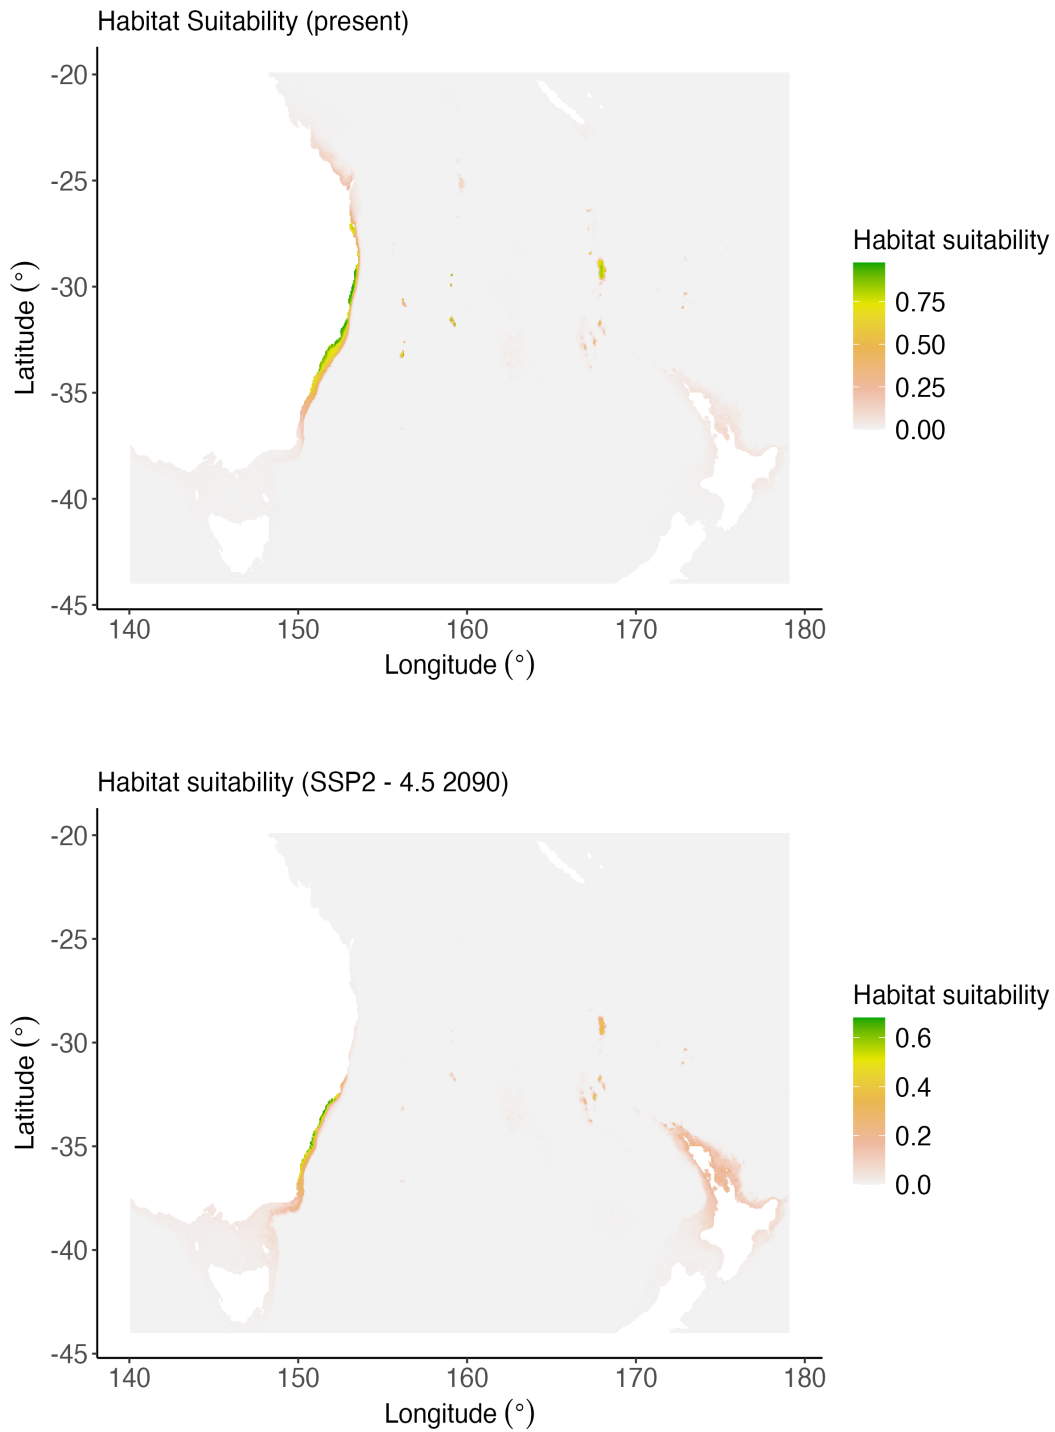 Habitat Suitability (present)
-20
-25
-30
-35
-40
-45
Latitude (°)
140 150 160 170 180
Longitude (°)
Habitat suitability
0.75
0.50
0.25
0.00
Habitat suitability (SSP2 - 4.5 2090)
-20
-25
-30
-35
-40
-45
Latitude (°)
140 150 160 170 180
Longitude (°)
Habitat suitability
0.6
0.4
0.2
0.0